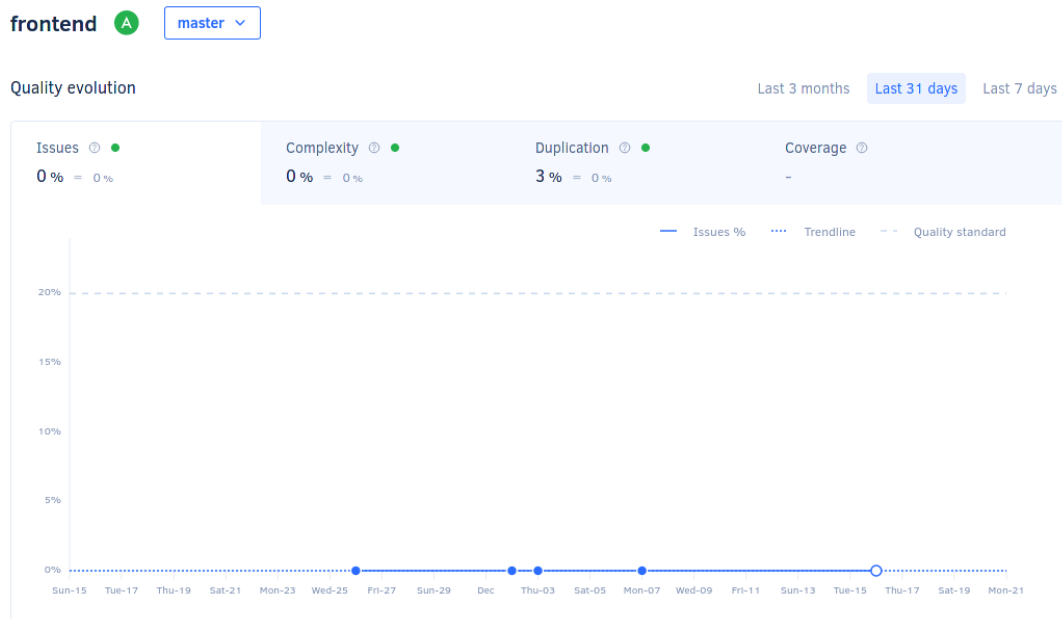 frontend A master
Quality evolution
Last 3 months Last 31 days Last 7 days
Issues ? Complexity ? Duplication ? Coverage ?
0 % = 0 % 0 % = 0 % 3 % = 0 % -
Issues % Trendline Quality standard
20%
15%
10%
5%
0%
Sun-15 Tue-17 Thu-19 Sat-21 Mon-23 Wed-25 Fri-27 Sun-29 Dec Thu-03 Sat-05 Mon-07 Wed-09 Fri-11 Sun-13 Tue-15 Thu-17 Sat-19 Mon-21